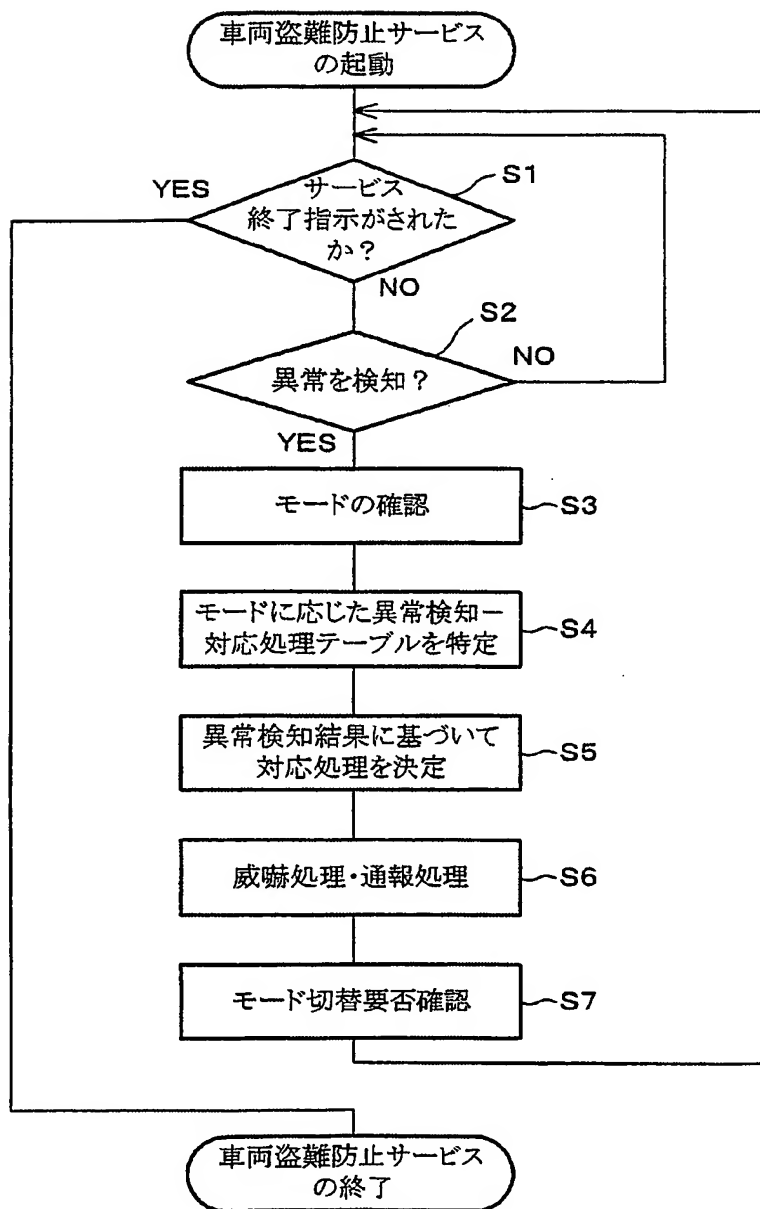 車両盗難防止サービス
の起動
YES
サービス
終了指示がされた
か？
S1
NO
S2
異常を検知？
NO
YES
モードの確認
S3
モードに応じた異常検知－
対応処理テーブルを特定
S4
異常検知結果に基づいて
対応処理を決定
S5
威嚇処理・通報処理
S6
モード切替要否確認
S7
車両盗難防止サービス
の終了